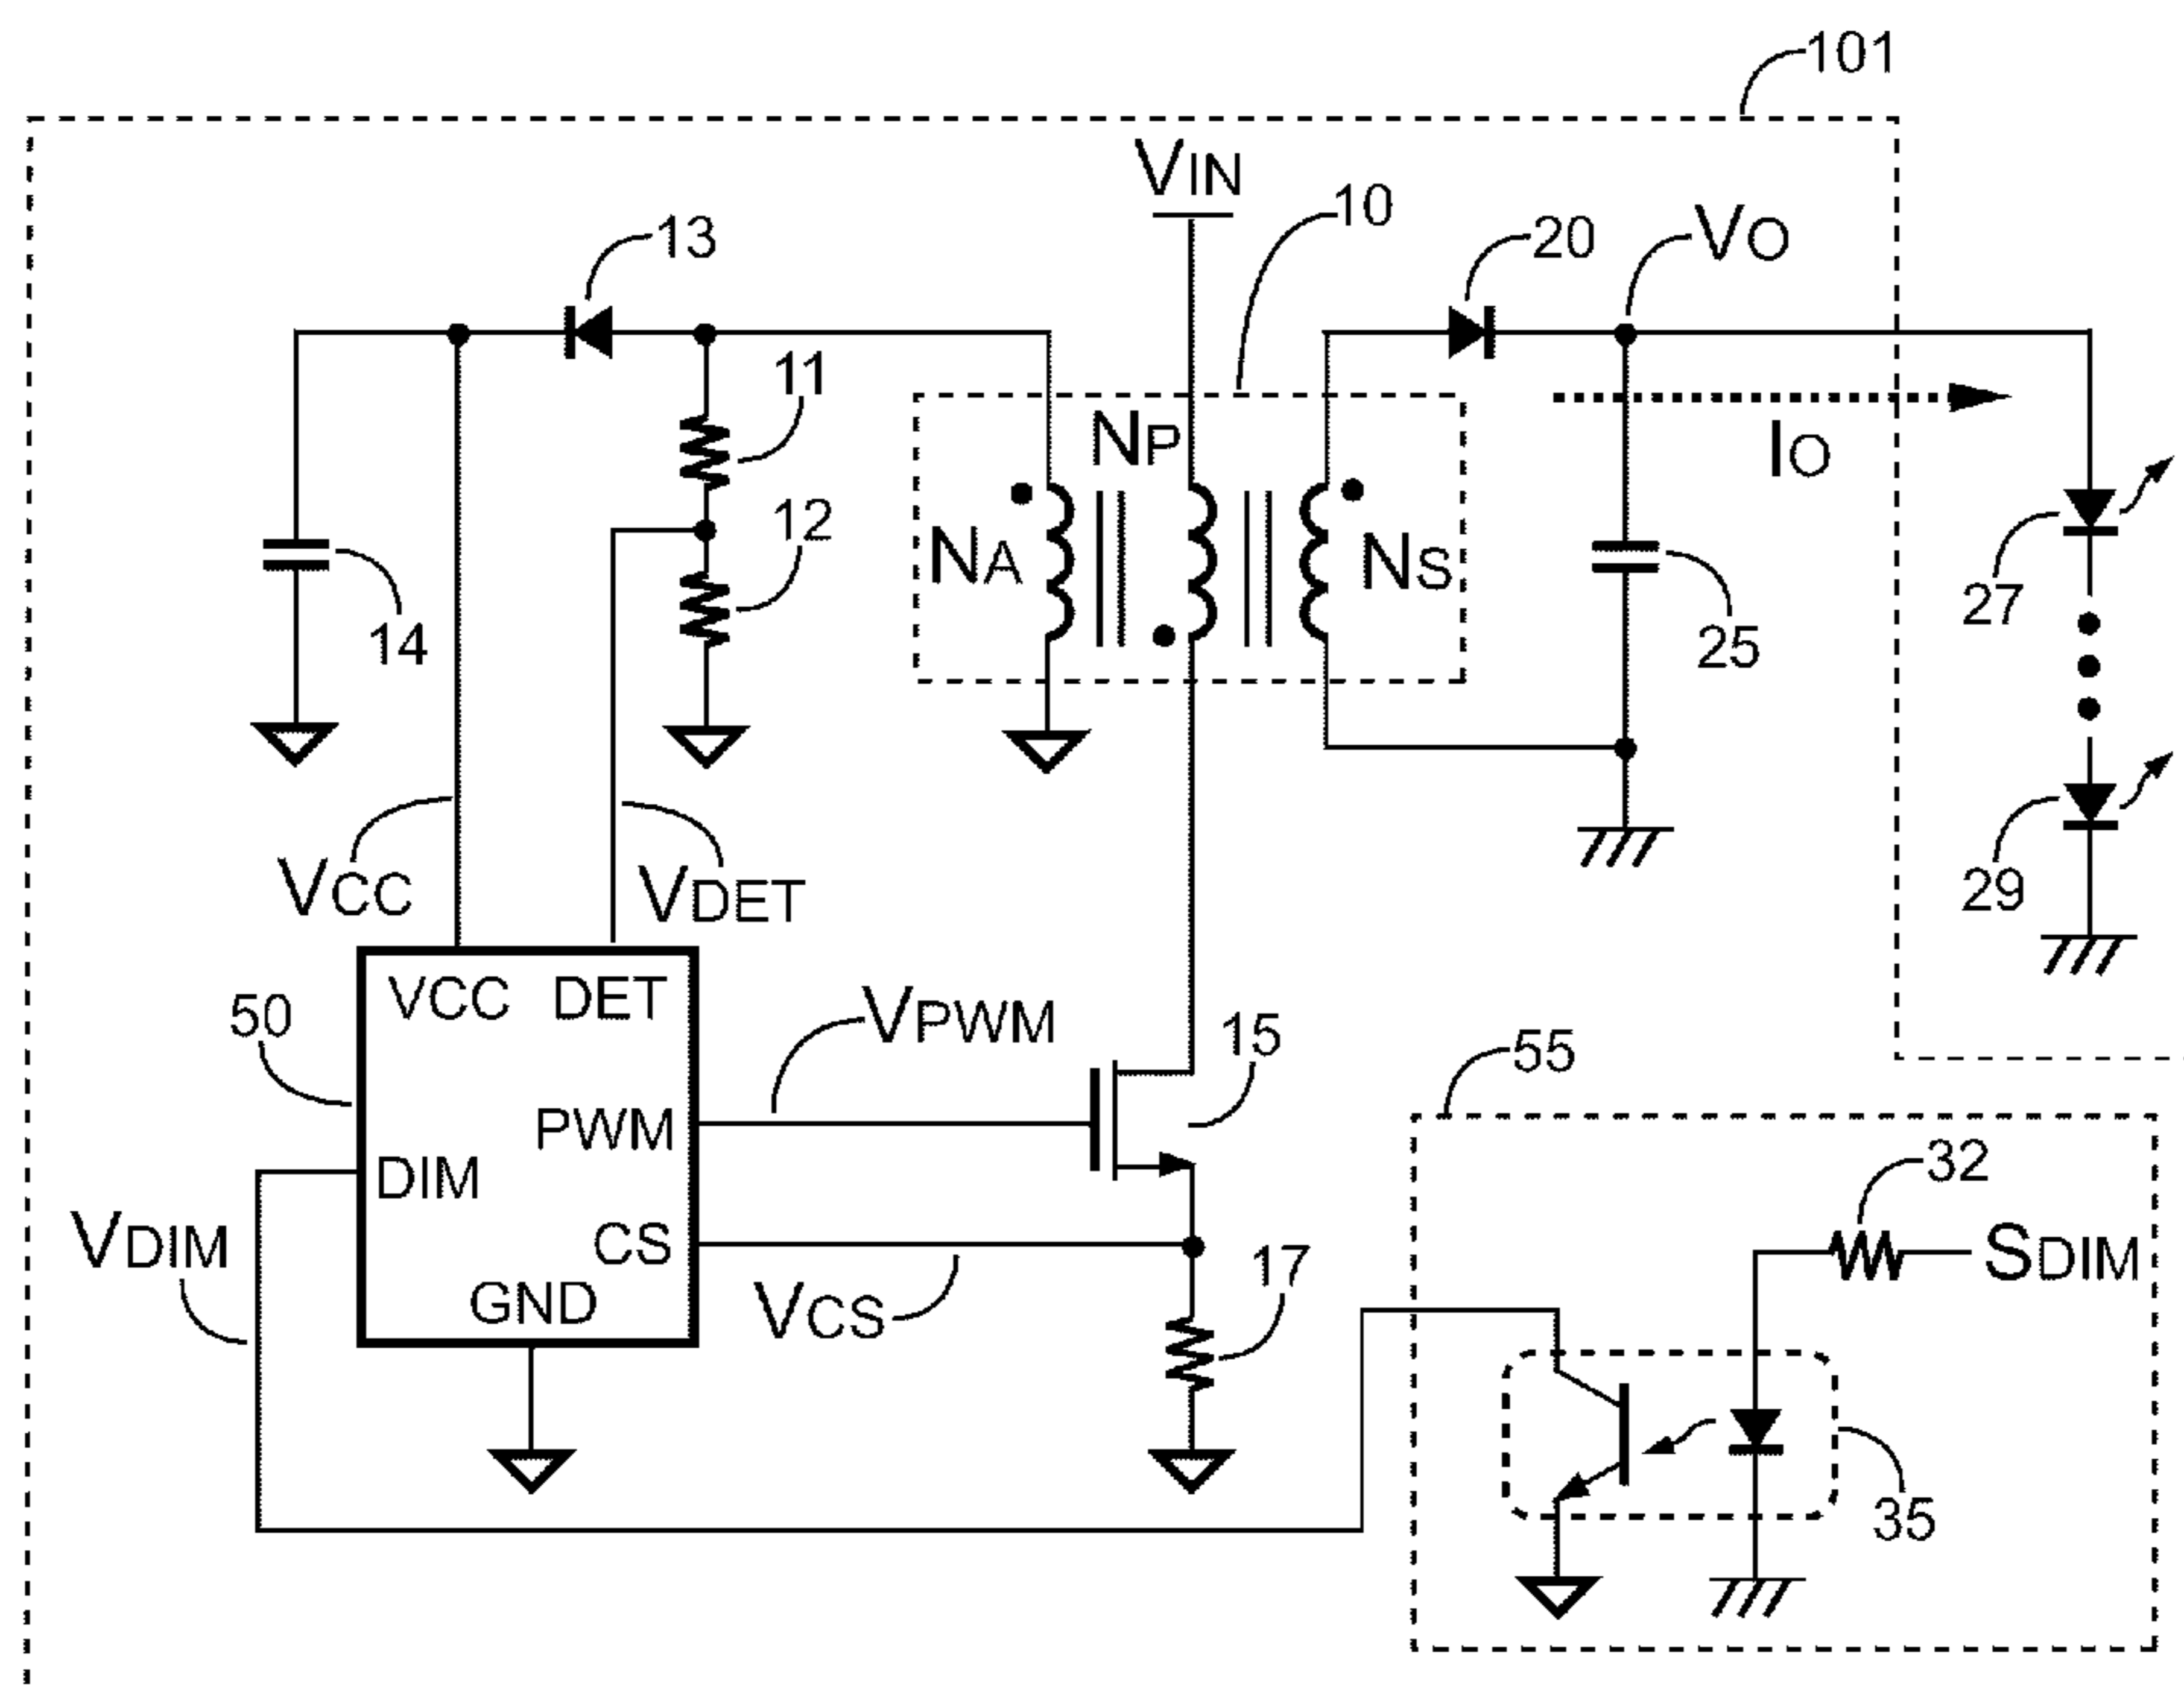 101
VIN
10
13
20
VO
11
NP
IO
12
NA
NS
14
25
27
VCC
VDET
29
VCC DET
50
VPWM
15
55
PWM
DIM
32
VDIM
CS
17
SDIM
GND
VCS
35